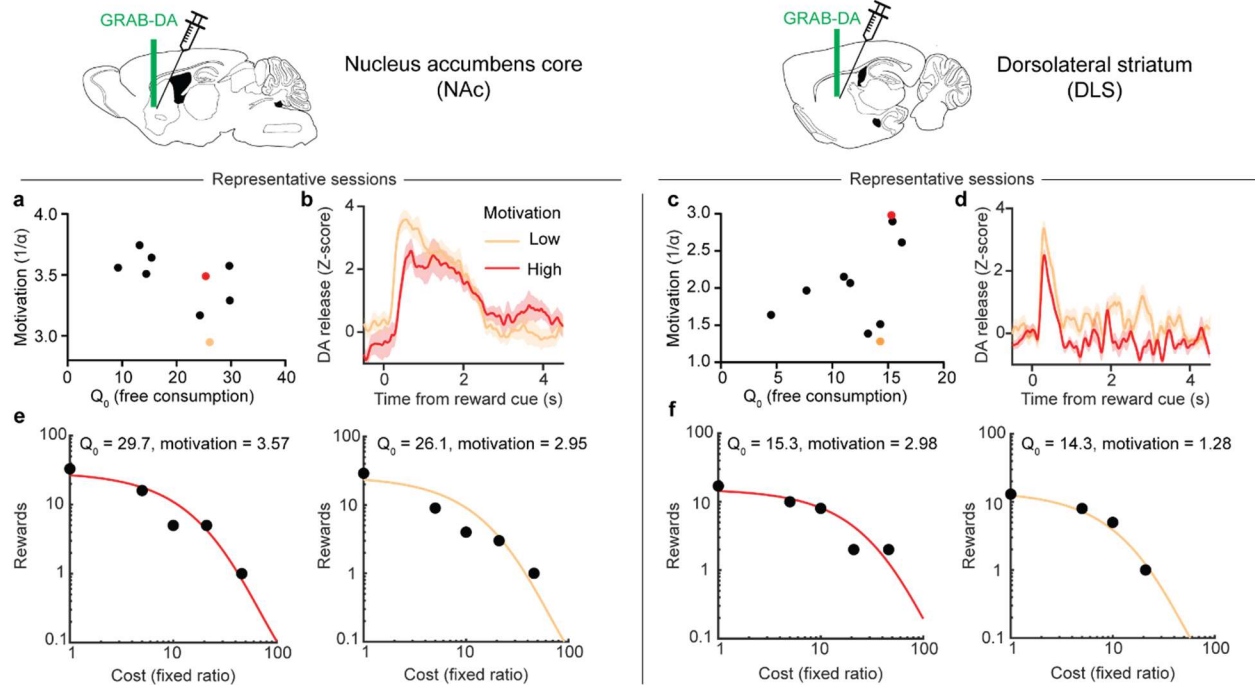 GRAB-DA
Nucleus accumbens core
(NAc)
GRAB-DA
Dorsolateral striatum
(DLS)
Representative sessions
Representative sessions
a
4.0
3.5
3.0
Motivation (1/α)
0 10 20 30 40
Q0 (free consumption)
b
4
2
0
DA release (Z-score)
Motivation
Low
High
0 2 4
Time from reward cue (s)
c
3.0
2.5
2.0
1.5
1.0
Motivation (1/α)
0 5 10 15 20
Q0 (free consumption)
d
4
2
0
DA release (Z-score)
0 2 4
Time from reward cue (s)
e
Q0 = 29.7, motivation = 3.57
100
10
1
0.1
Rewards
1 10 100
Cost (fixed ratio)
Q0 = 26.1, motivation = 2.95
100
10
1
0.1
Rewards
1 10 100
Cost (fixed ratio)
f
Q0 = 15.3, motivation = 2.98
100
10
1
0.1
Rewards
1 10 100
Cost (fixed ratio)
Q0 = 14.3, motivation = 1.28
100
10
1
0.1
Rewards
1 10 100
Cost (fixed ratio)